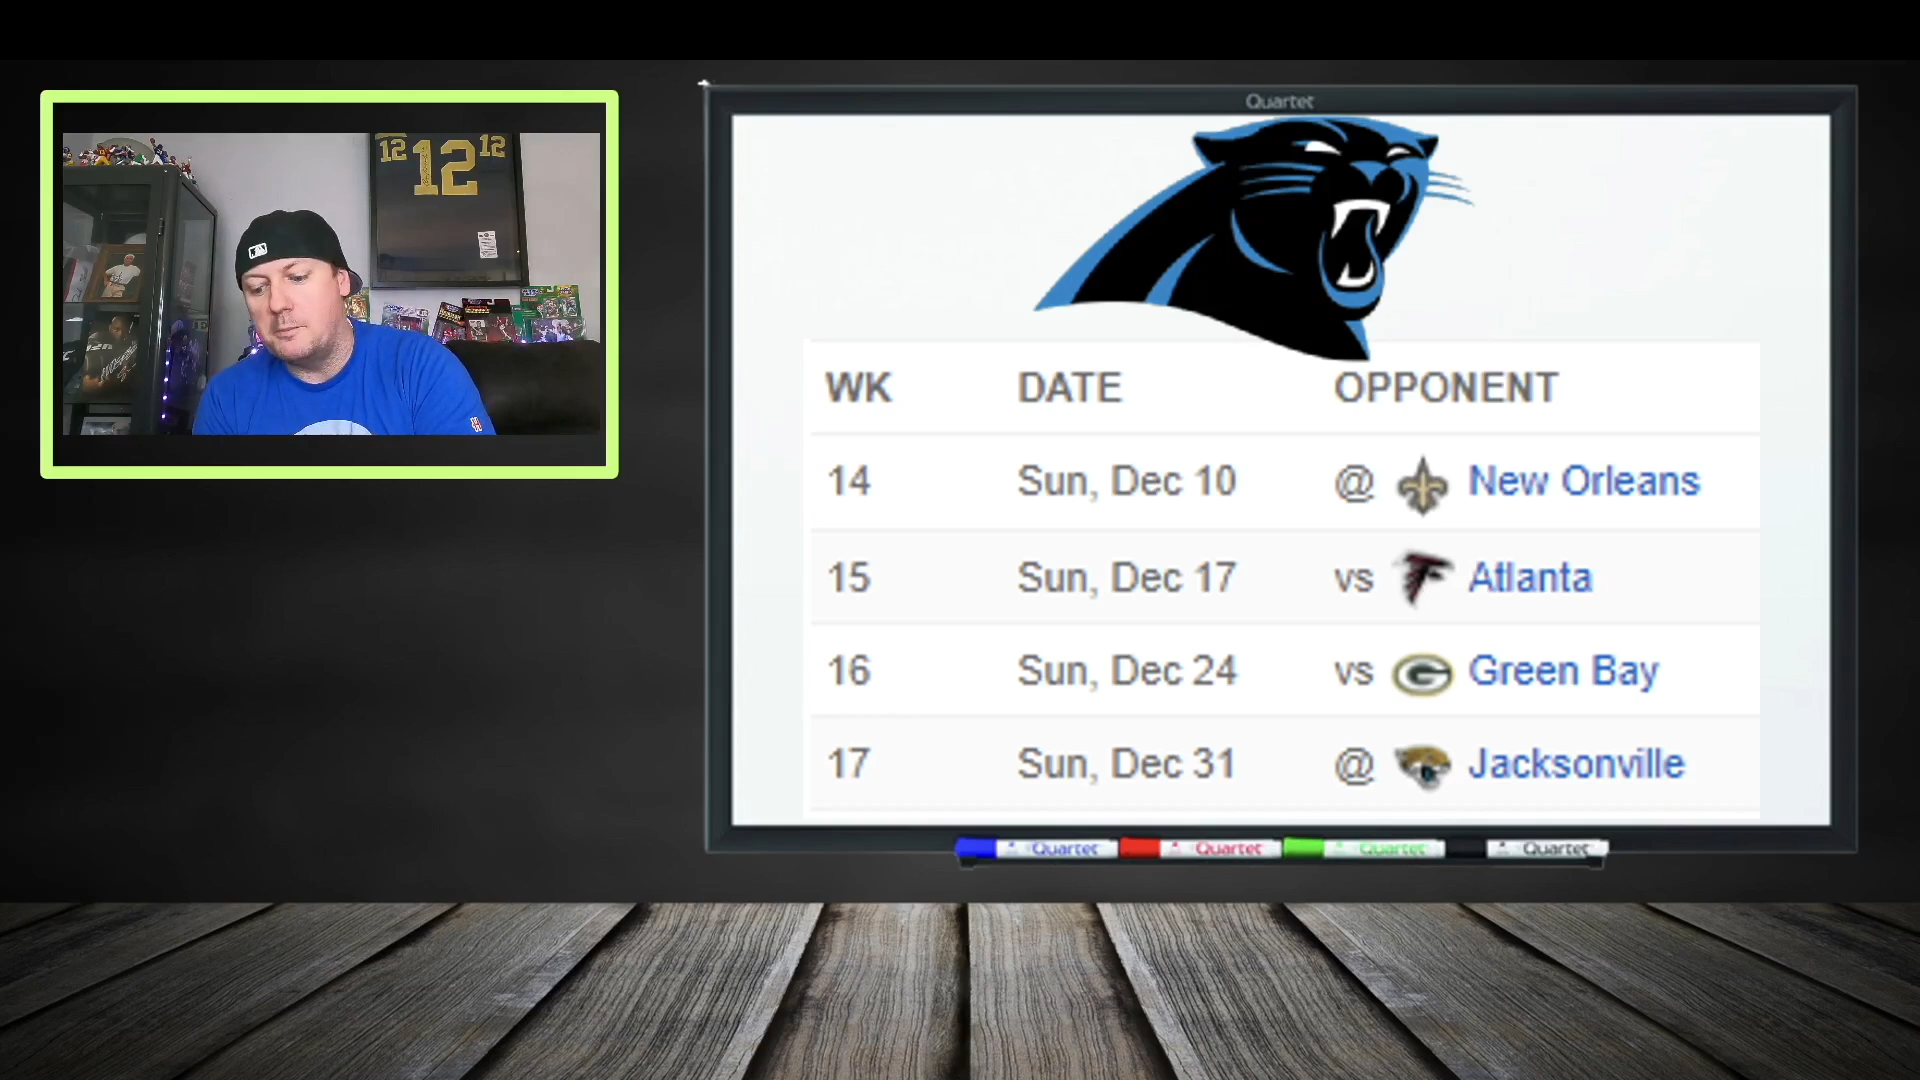 12 12 12
Quartet
WK DATE OPPONENT
14 Sun, Dec 10 @ New Orleans
15 Sun, Dec 17 vs Atlanta
16 Sun, Dec 24 vs G Green Bay
17 Sun, Dec 31 @ Jacksonville
Quartet Quartet Quartet Quartet